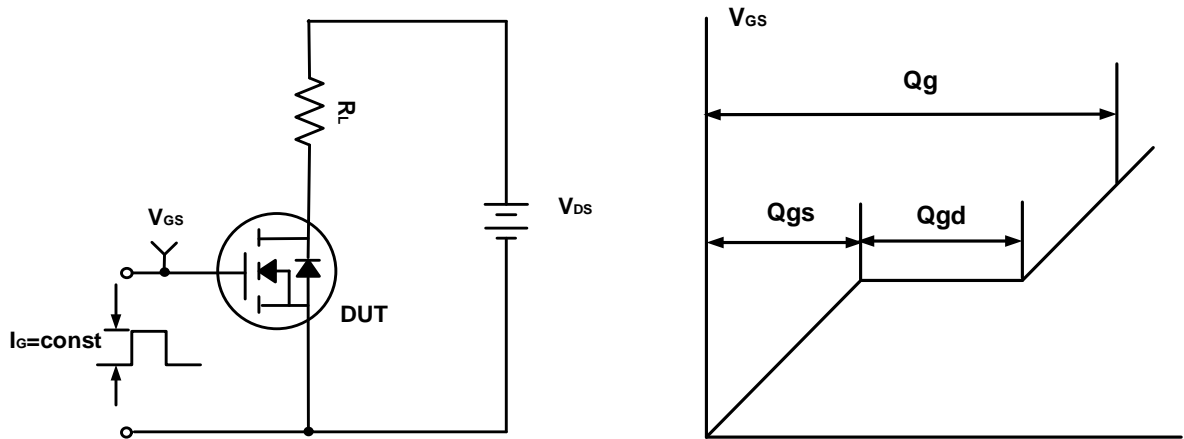 RL
VGS
VDS
DUT
IG=const
VGS
Qg
Qgs
Qgd